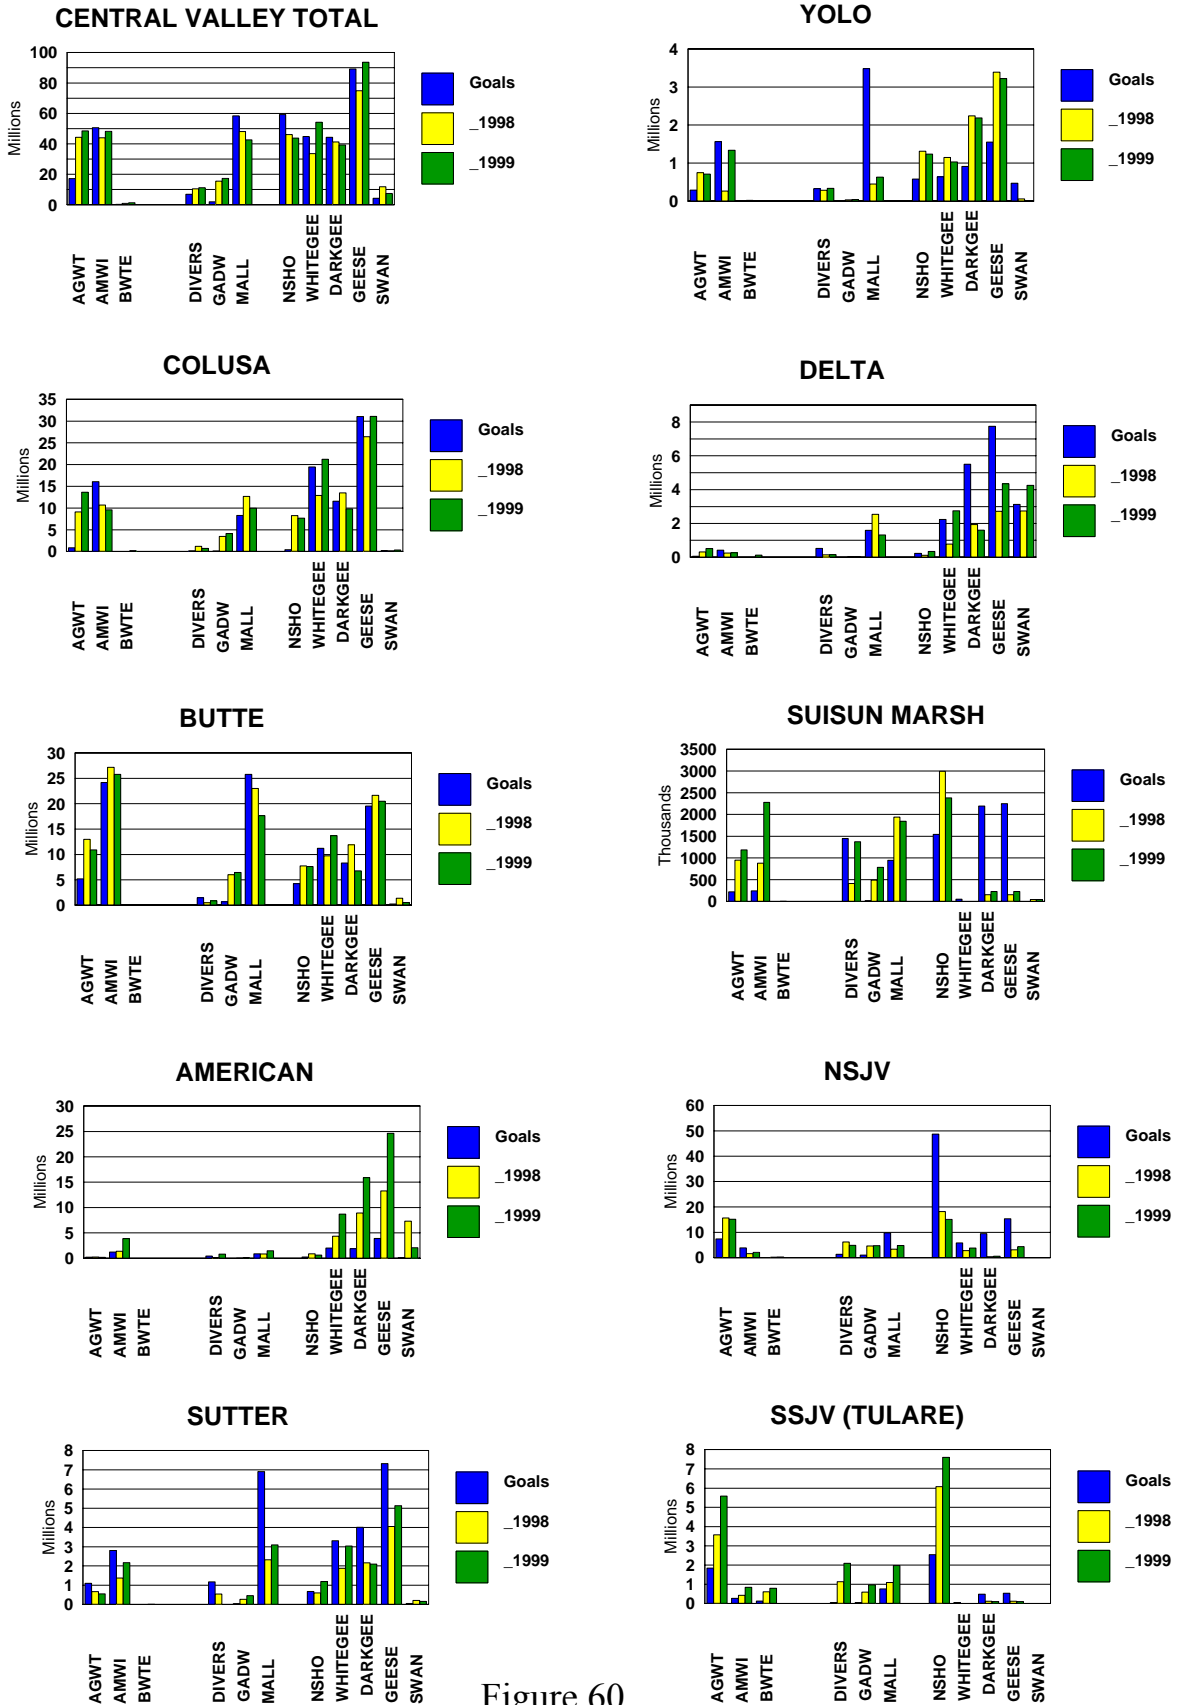 CENTRAL VALLEY TOTAL
100
80
60
40
20
0
Millions
AGWT
AMWI
BWTE
DIVERS
GADW
MALL
NSHO
WHITEGEE
DARKGEE
GEESE
SWAN
Goals
_1998
_1999
YOLO
4
3
2
1
0
Millions
AGWT
AMWI
BWTE
DIVERS
GADW
MALL
NSHO
WHITEGEE
DARKGEE
GEESE
SWAN
Goals
_1998
_1999
COLUSA
35
30
25
20
15
10
5
0
Millions
AGWT
AMWI
BWTE
DIVERS
GADW
MALL
NSHO
WHITEGEE
DARKGEE
GEESE
SWAN
Goals
_1998
_1999
DELTA
8
6
4
2
0
Millions
AGWT
AMWI
BWTE
DIVERS
GADW
MALL
NSHO
WHITEGEE
DARKGEE
GEESE
SWAN
Goals
_1998
_1999
BUTTE
30
25
20
15
10
5
0
Millions
AGWT
AMWI
BWTE
DIVERS
GADW
MALL
NSHO
WHITEGEE
DARKGEE
GEESE
SWAN
Goals
_1998
_1999
SUISUN MARSH
3500
3000
2500
2000
1500
1000
500
0
Thousands
AGWT
AMWI
BWTE
DIVERS
GADW
MALL
NSHO
WHITEGEE
DARKGEE
GEESE
SWAN
Goals
_1998
_1999
AMERICAN
30
25
20
15
10
5
0
Millions
AGWT
AMWI
BWTE
DIVERS
GADW
MALL
NSHO
WHITEGEE
DARKGEE
GEESE
SWAN
Goals
_1998
_1999
NSJV
60
50
40
30
20
10
0
Millions
AGWT
AMWI
BWTE
DIVERS
GADW
MALL
NSHO
WHITEGEE
DARKGEE
GEESE
SWAN
Goals
_1998
_1999
SUTTER
8
7
6
5
4
3
2
1
0
Millions
AGWT
AMWI
BWTE
DIVERS
GADW
MALL
NSHO
WHITEGEE
DARKGEE
GEESE
SWAN
Goals
_1998
_1999
SSJV (TULARE)
8
7
6
5
4
3
2
1
0
Millions
AGWT
AMWI
BWTE
DIVERS
GADW
MALL
NSHO
WHITEGEE
DARKGEE
GEESE
SWAN
Goals
_1998
_1999
Figure 60